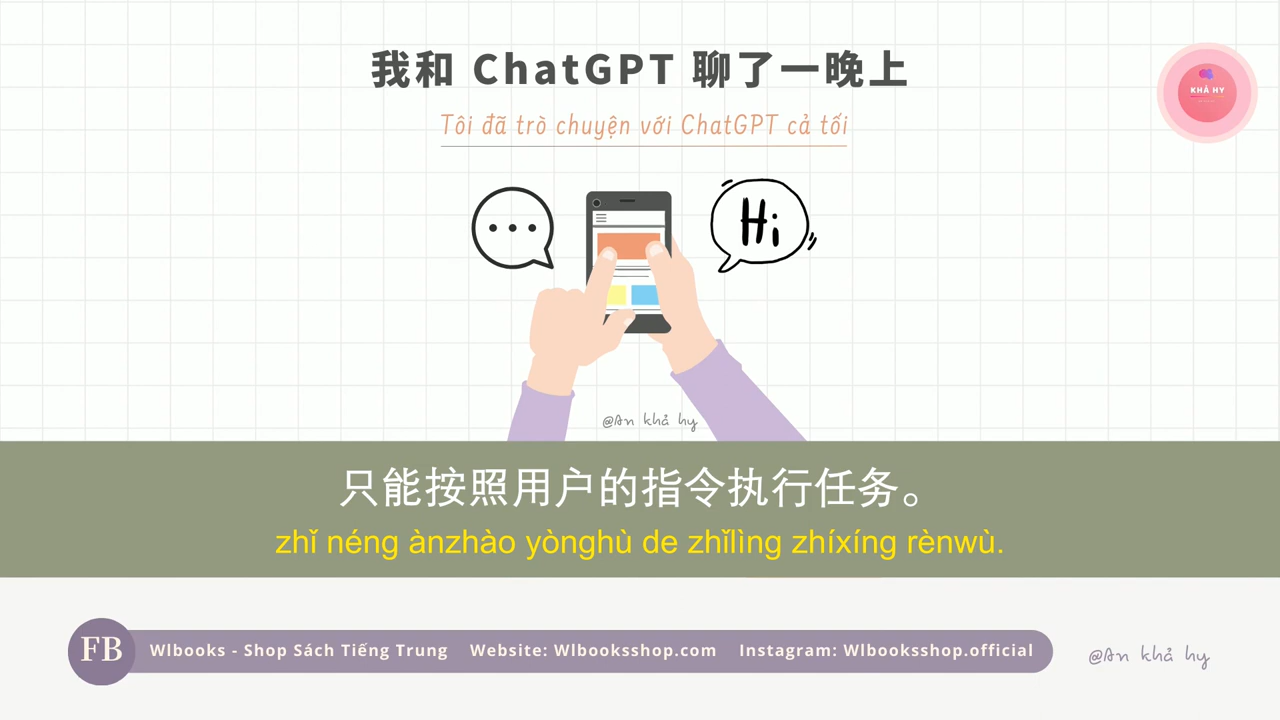 我和 ChatGPT 聊了一晚上
Tôi đã trò chuyện với ChatGPT cả tối
KHẢ HY
Hi
@An khả hy
只能按照用户的指令执行任务。
zhǐ néng ànzhào yònghù de zhǐlìng zhíxíng rènwù.
FB Wlbooks - Shop Sách Tiếng Trung Website: Wlbooksshop.com Instagram: Wlbooksshop.official
@An khả hy